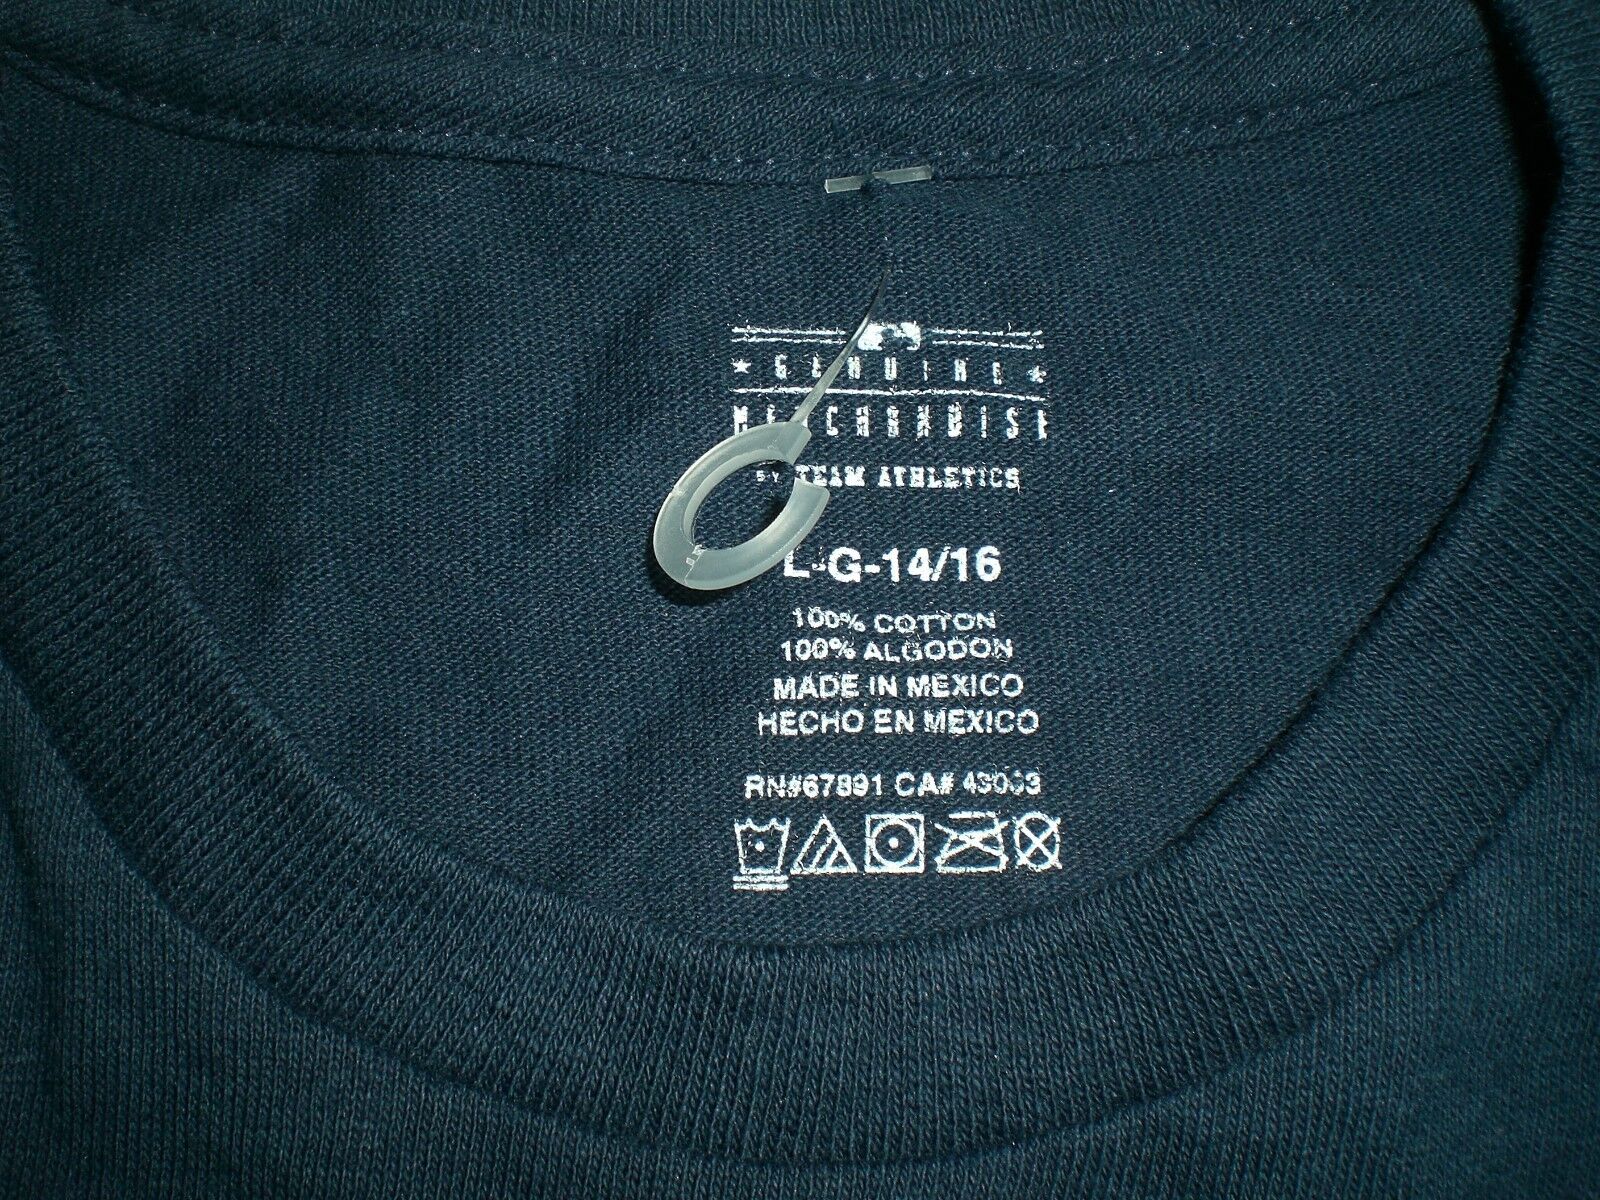 GENUINE
MERCHANDISE
BY TEAM ATHLETICS
L-G-14/16
100% COTTON
100% ALGODON
MADE IN MEXICO
HECHO EN MEXICO
RN#67891 CA# 43003